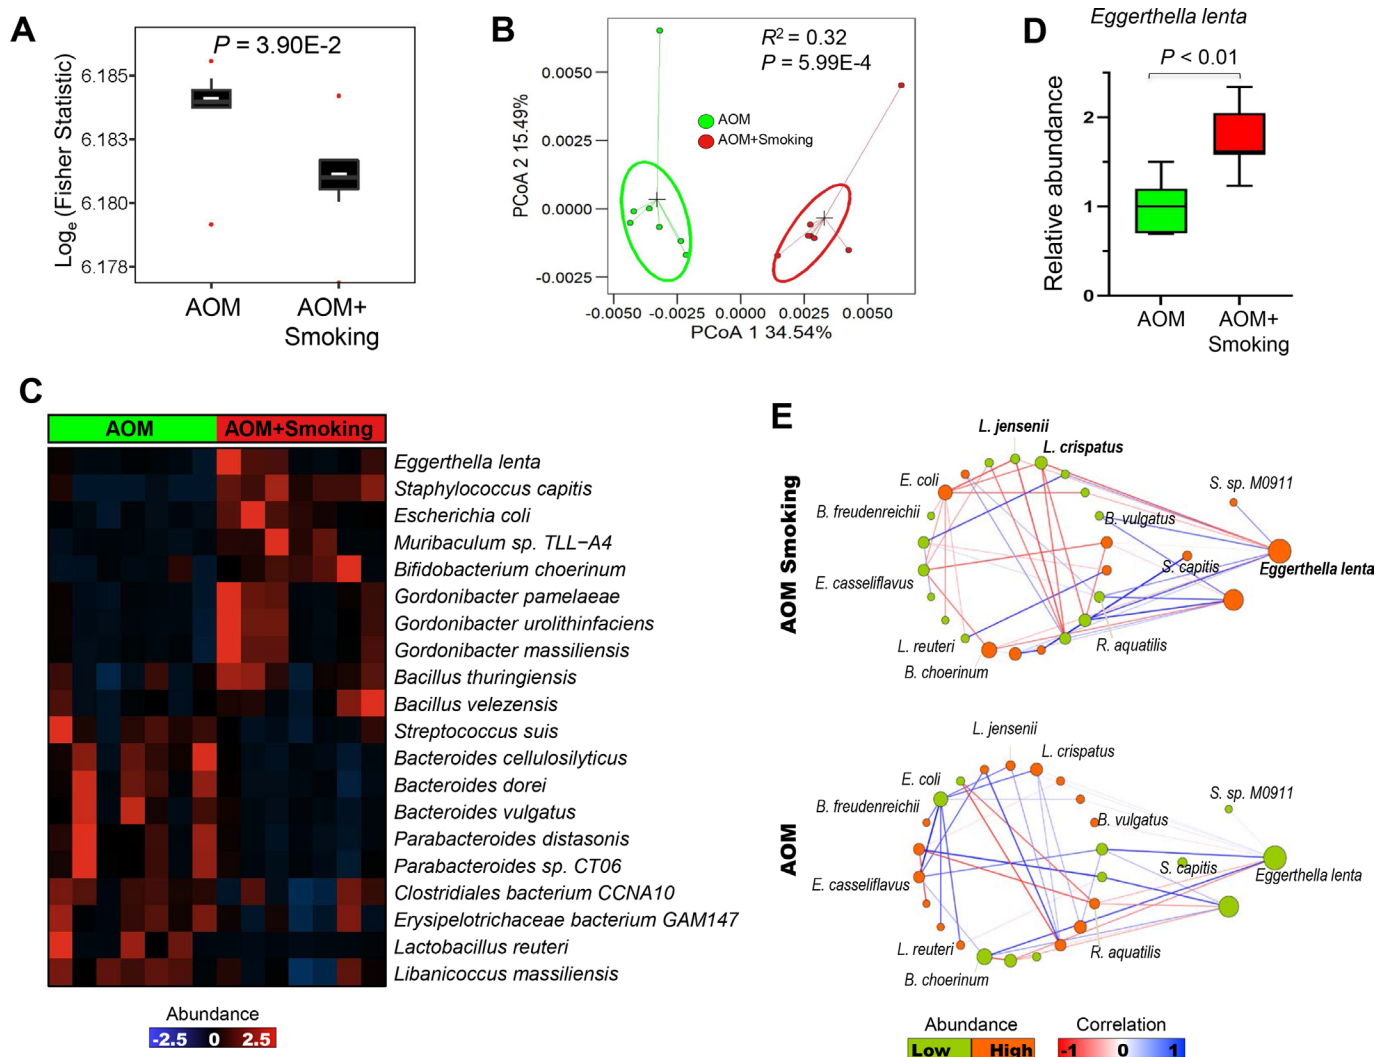 A
P = 3.90E-2
Logₑ (Fisher Statistic)
6.185
6.183
6.180
6.178
AOM
AOM+
Smoking
B
R² = 0.32
P = 5.99E-4
AOM
AOM+Smoking
PCoA 2 15.49%
0.0050
0.0025
0.0000
-0.0025
-0.0050
-0.0025
0.0000
0.0025
0.0050
PCoA 1 34.54%
D
Eggerthella lenta
P < 0.01
Relative abundance
2
1
0
AOM
AOM+
Smoking
C
AOM
AOM+Smoking
Eggerthella lenta
Staphylococcus capitis
Escherichia coli
Muribaculum sp. TLL−A4
Bifidobacterium choerinum
Gordonibacter pamelaeae
Gordonibacter urolithinfaciens
Gordonibacter massiliensis
Bacillus thuringiensis
Bacillus velezensis
Streptococcus suis
Bacteroides cellulosilyticus
Bacteroides dorei
Bacteroides vulgatus
Parabacteroides distasonis
Parabacteroides sp. CT06
Clostridiales bacterium CCNA10
Erysipelotrichaceae bacterium GAM147
Lactobacillus reuteri
Libanicoccus massiliensis
Abundance
-2.5 0 2.5
E
AOM Smoking
L. jensenii
L. crispatus
E. coli
S. sp. M0911
B. freudenreichii
B. vulgatus
S. capitis
Eggerthella lenta
E. casseliflavus
L. reuteri
R. aquatilis
B. choerinum
AOM
L. jensenii
L. crispatus
E. coli
S. sp. M0911
B. freudenreichii
B. vulgatus
S. capitis
Eggerthella lenta
E. casseliflavus
L. reuteri
R. aquatilis
B. choerinum
Abundance
Low High
Correlation
-1 0 1